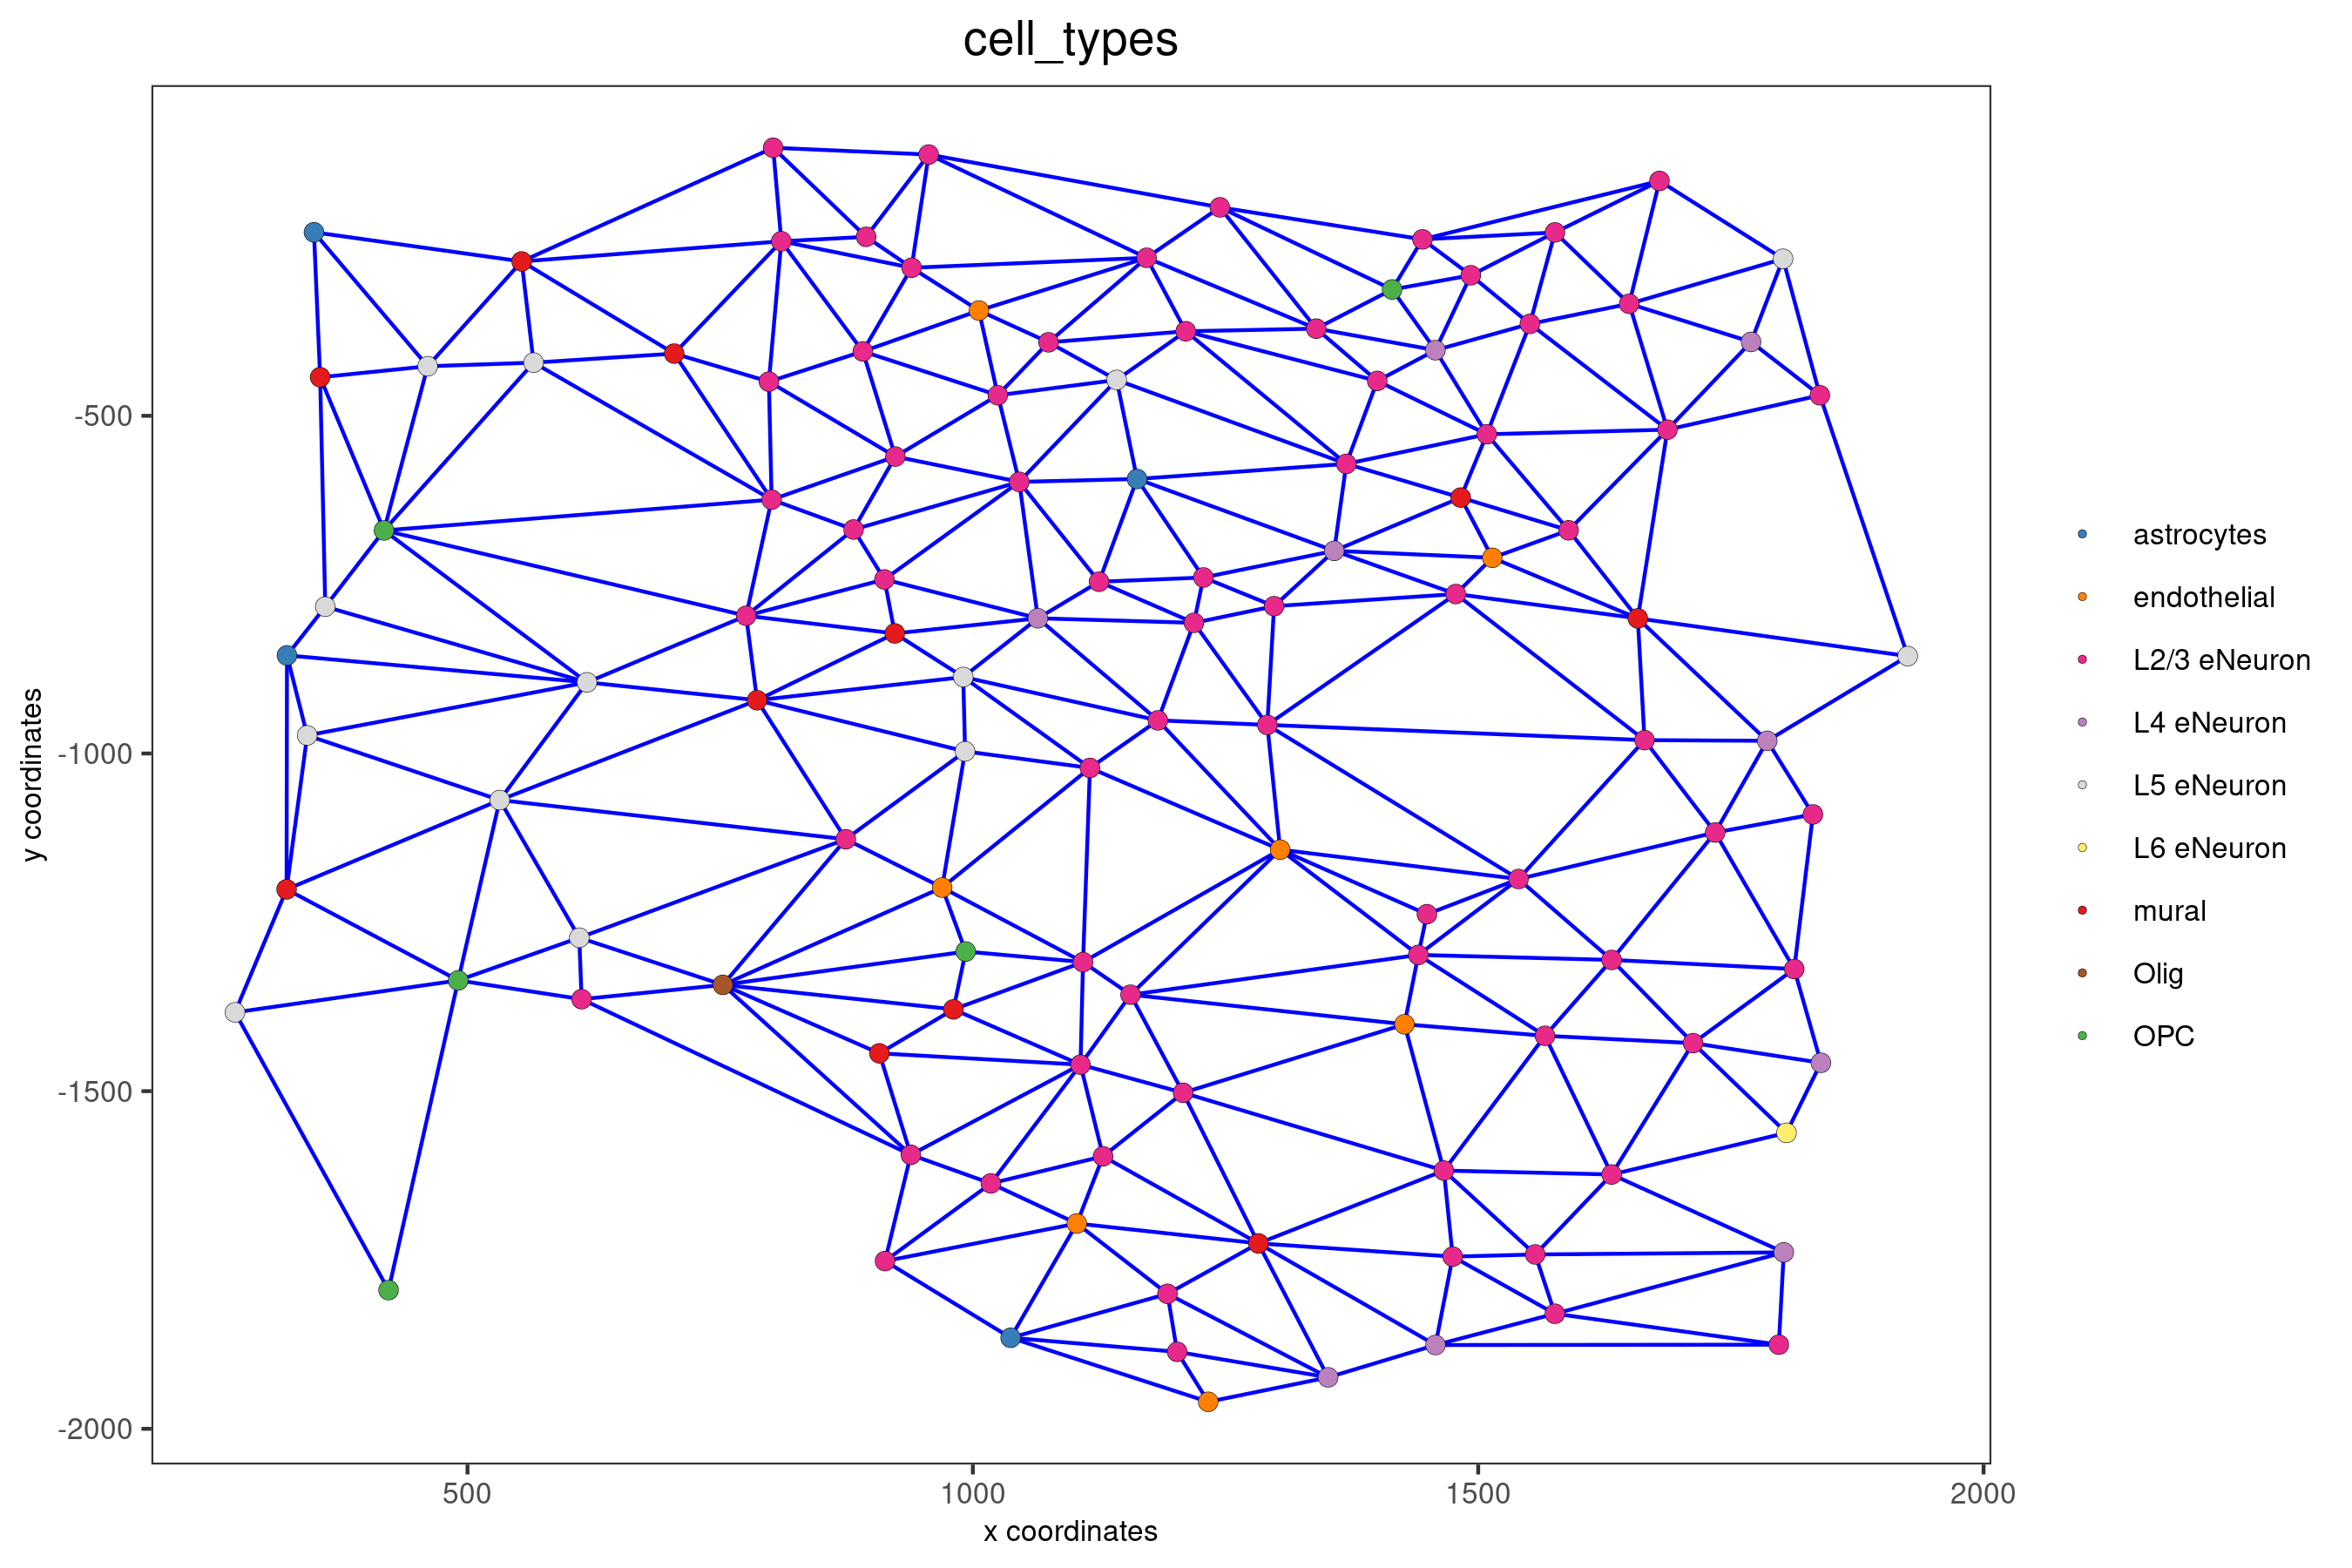 cell_types
y coordinates
-500
-1000
-1500
-2000
500
1000
1500
2000
x coordinates
astrocytes
endothelial
L2/3 eNeuron
L4 eNeuron
L5 eNeuron
L6 eNeuron
mural
Olig
OPC